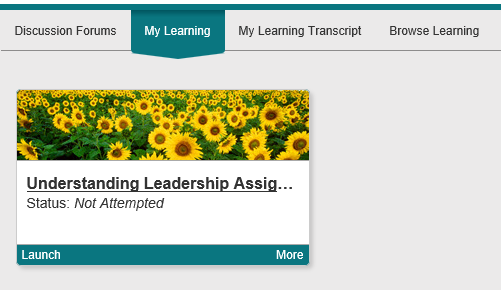 Discussion Forums My Learning My Learning Transcript Browse Learning
Understanding Leadership Assig...
Status: Not Attempted
Launch More